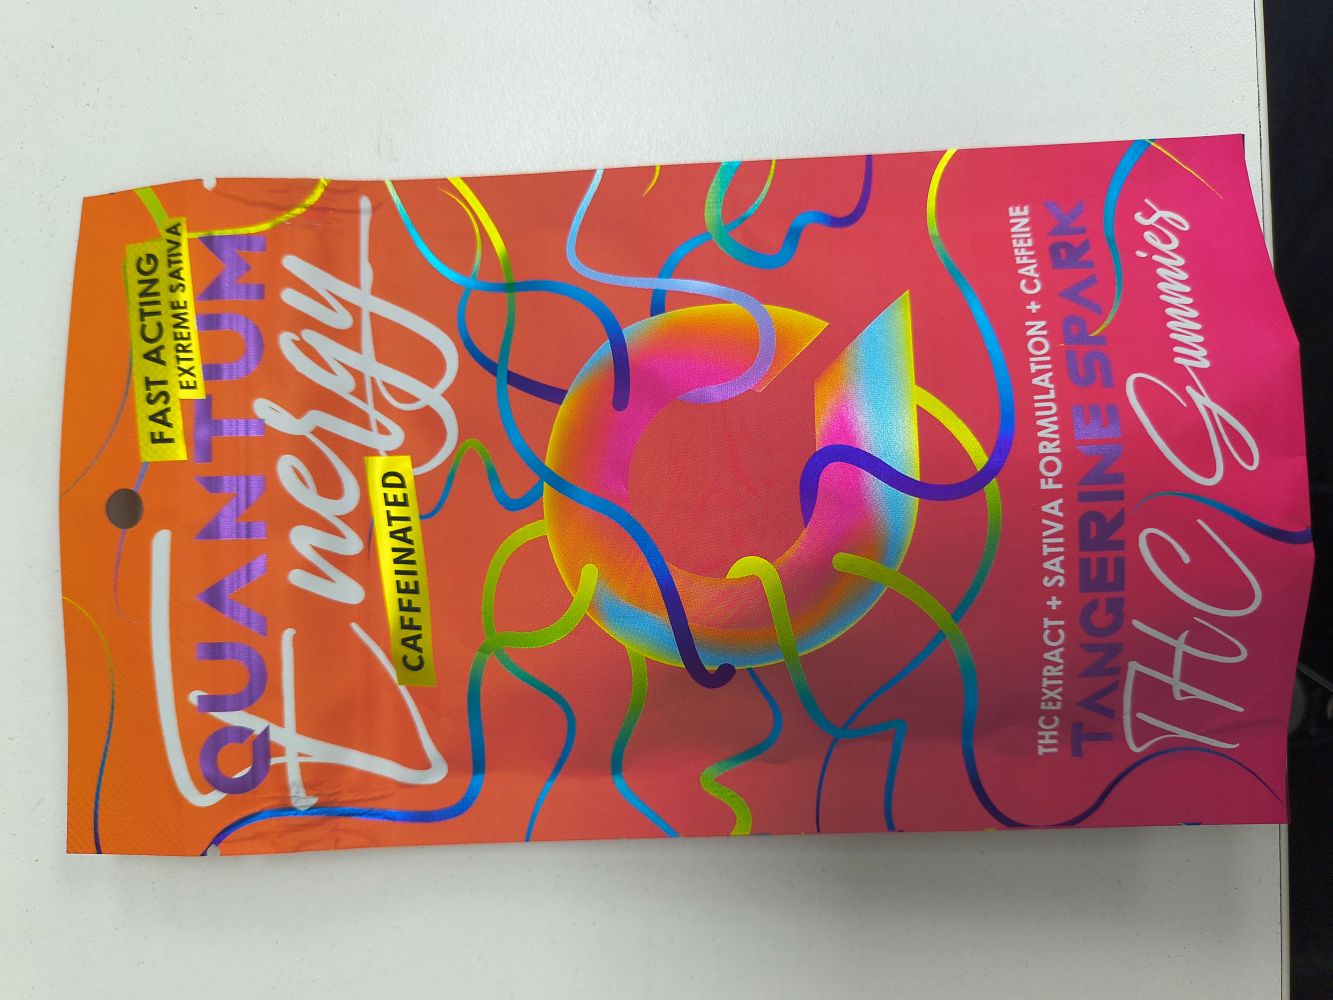 FAST ACTING
EXTREME SATIVA
QUANTUM
Energy
CAFFEINATED
THC EXTRACT + SATIVA FORMULATION + CAFFEINE
TANGERINE SPARK
THC Gummies